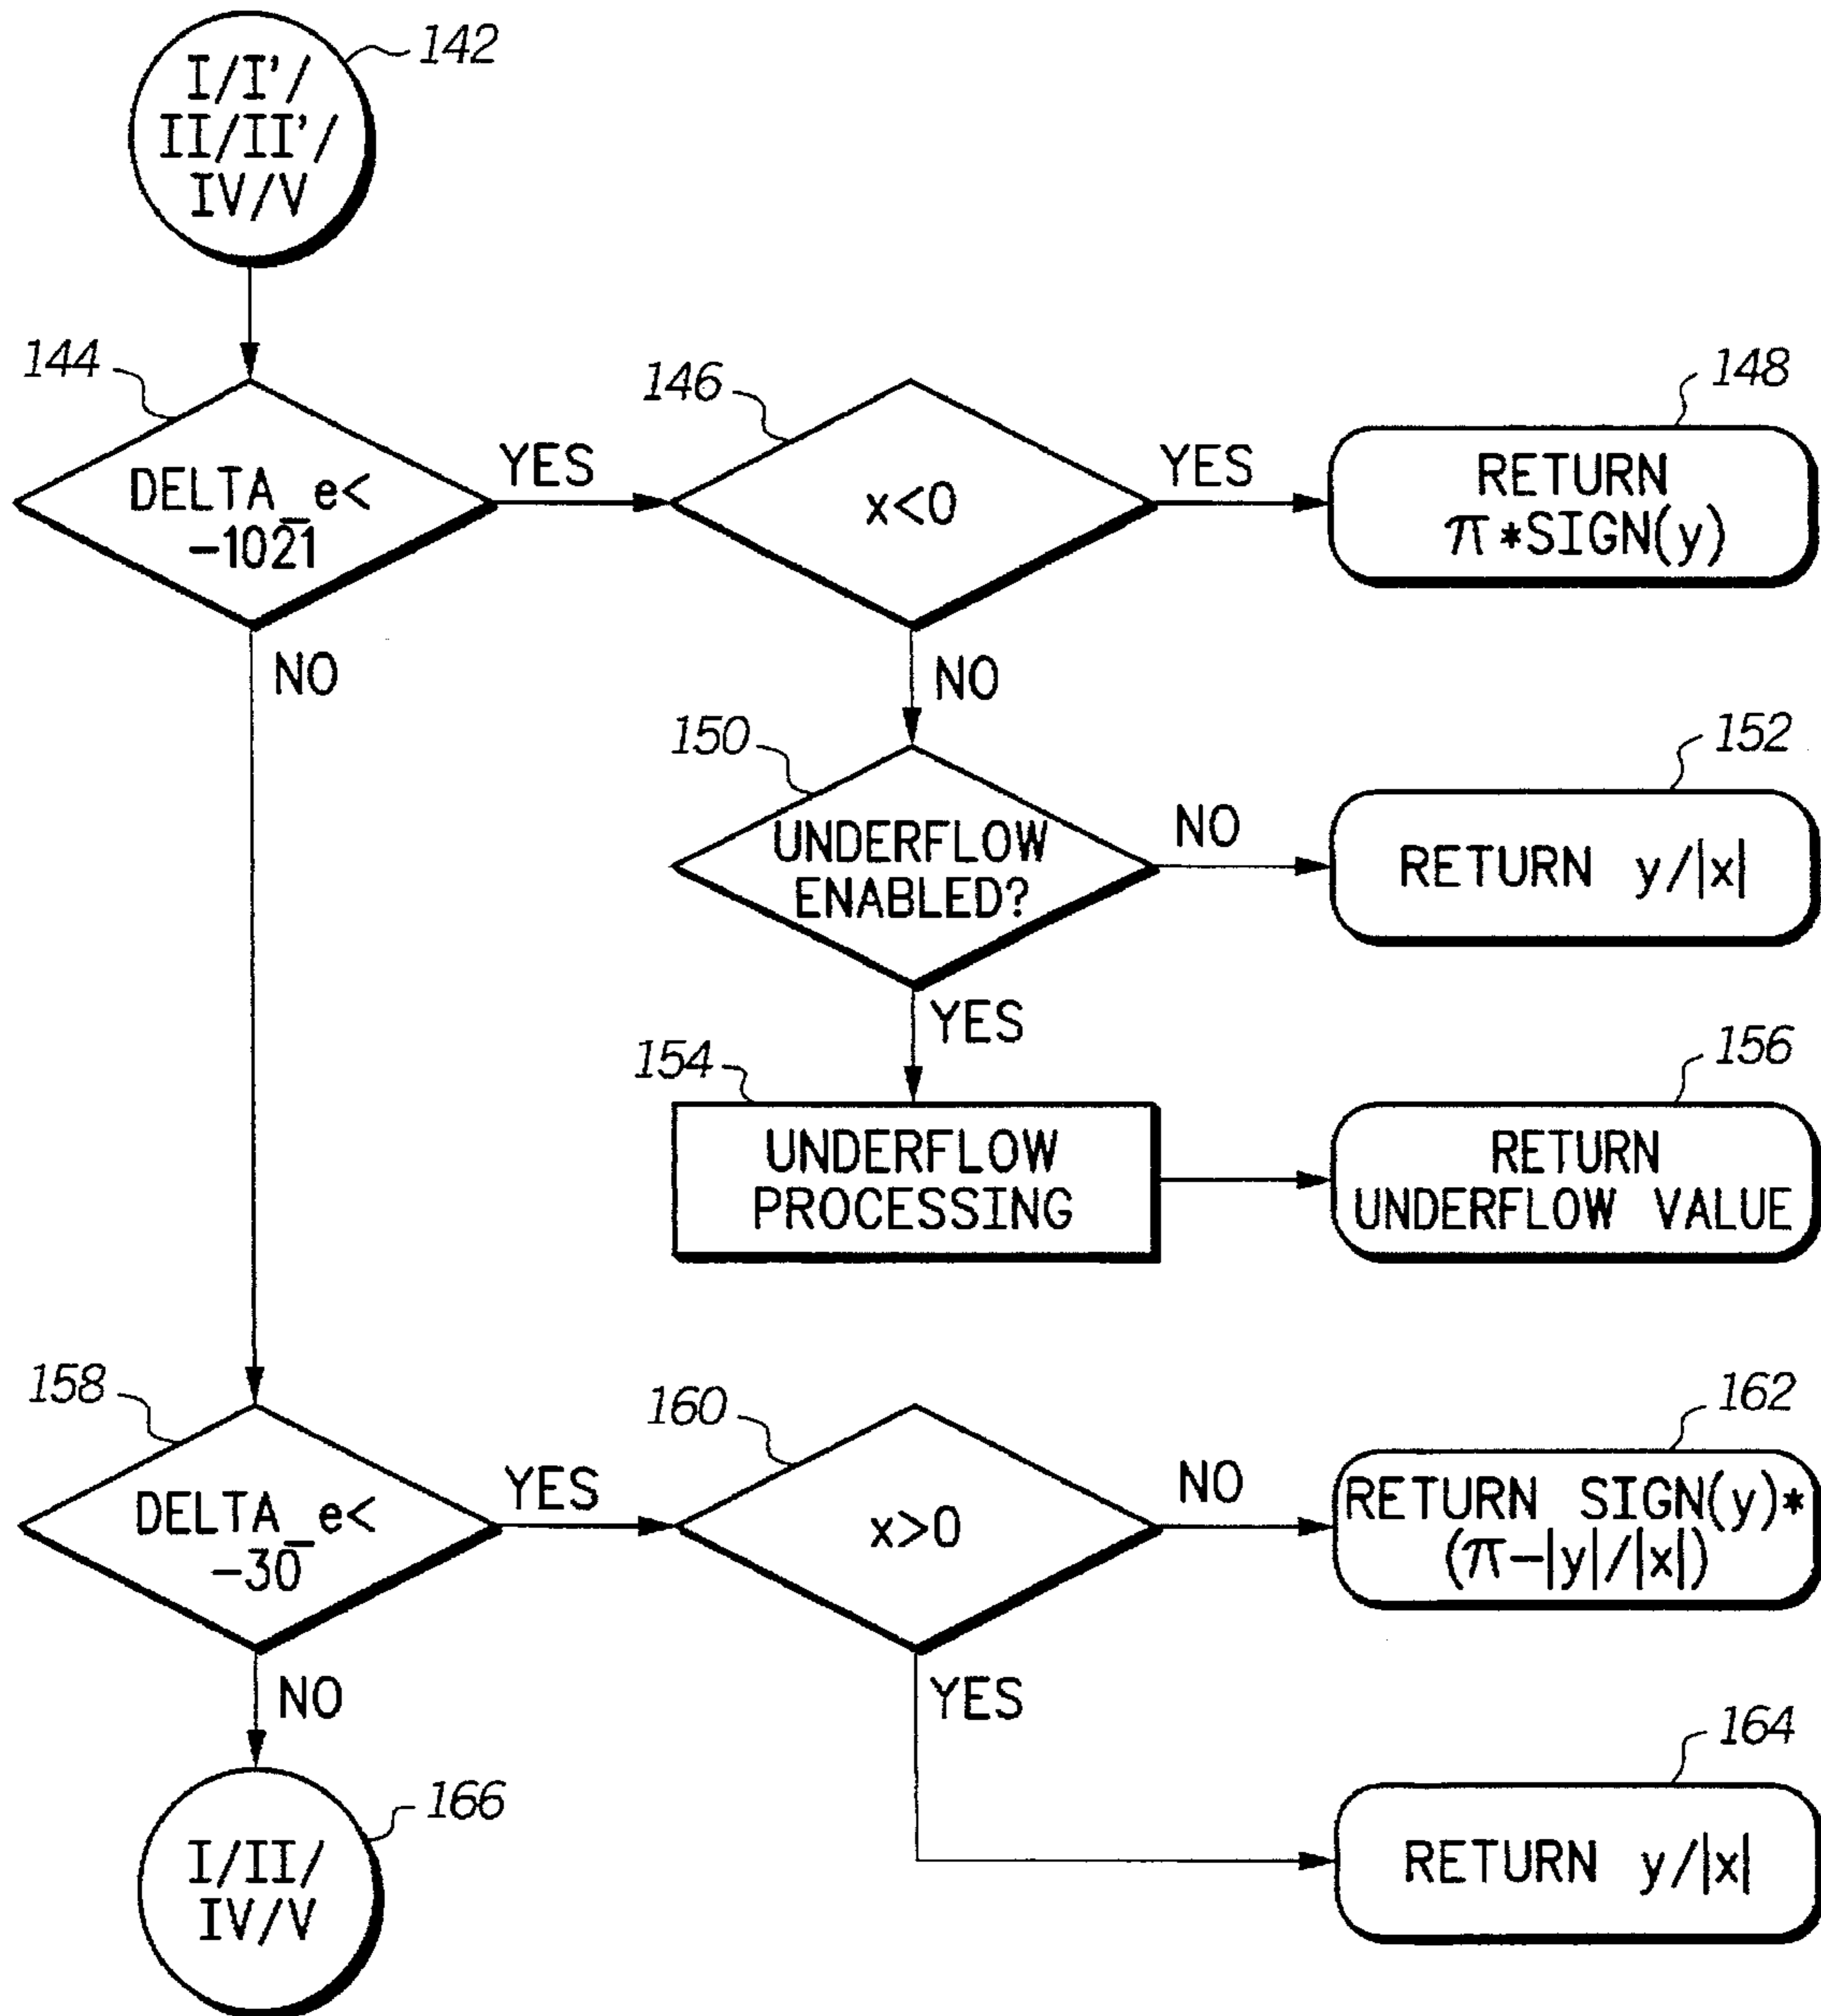 142
I/I'/
II/II'/
IV/V
144
DELTA_e<
-1021
YES
NO
146
x<0
YES
NO
148
RETURN
π*SIGN(y)
150
UNDERFLOW
ENABLED?
NO
YES
152
RETURN y/|x|
154
UNDERFLOW
PROCESSING
156
RETURN
UNDERFLOW VALUE
158
DELTA_e<
-30
YES
NO
160
x>0
NO
YES
162
RETURN SIGN(y)*
(π-|y|/|x|)
164
RETURN y/|x|
166
I/II/
IV/V